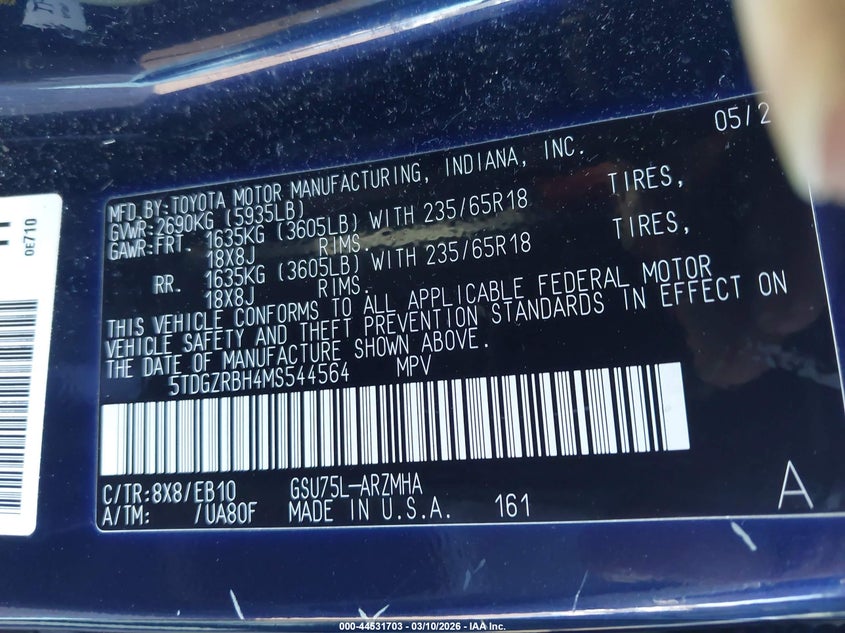 05/2
MFD.BY:TOYOTA MOTOR MANUFACTURING, INDIANA, INC.
GVWR:2690KG (5935LB)
GAWR:FRT. 1635KG (3605LB) WITH 235/65R18 TIRES,
18X8J RIMS.
RR. 1635KG (3605LB) WITH 235/65R18 TIRES,
18X8J RIMS.
THIS VEHICLE CONFORMS TO ALL APPLICABLE FEDERAL MOTOR
VEHICLE SAFETY AND THEFT PREVENTION STANDARDS IN EFFECT ON
THE DATE OF MANUFACTURE SHOWN ABOVE.
5TDGZRBH4MS544564 MPV
C/TR:8X8/EB10 GSU75L-ARZMHA
A/TM: /UA80F MADE IN U.S.A. 161
A
0E710
000-44531703 - 03/10/2026 - IAA Inc.